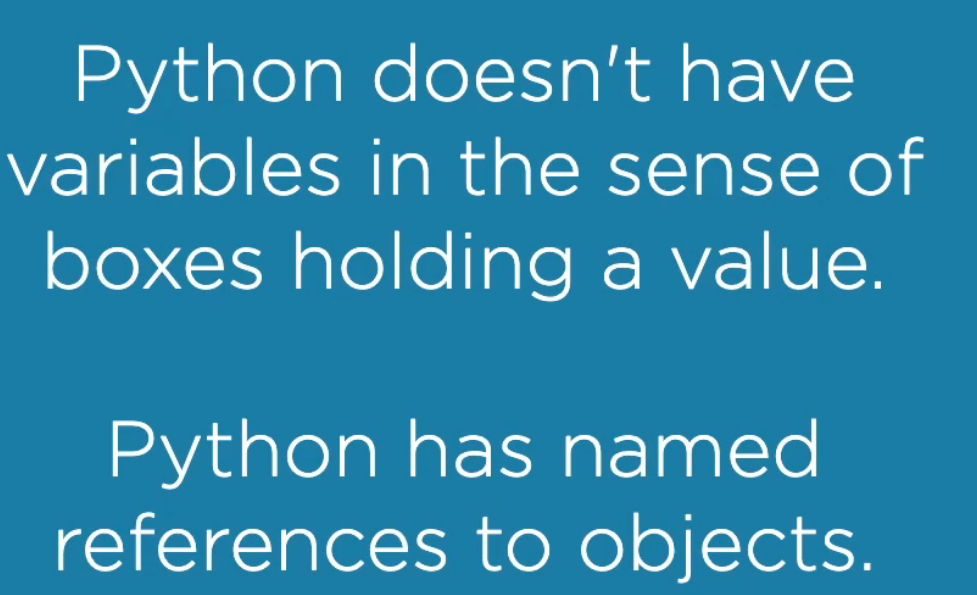 Python doesn't have
variables in the sense of
boxes holding a value.
Python has named
references to objects.